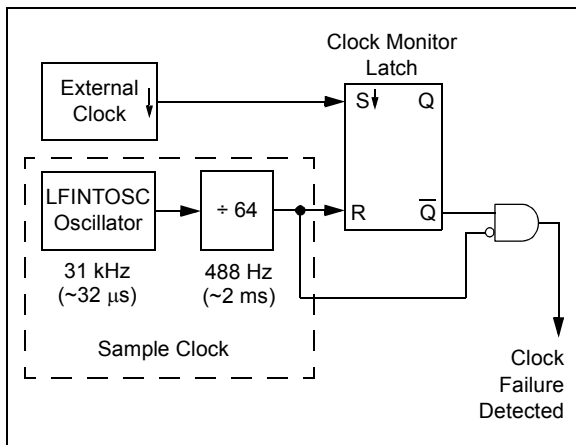 Clock Monitor
Latch
External
Clock
S
Q
LFINTOSC
Oscillator
÷ 64
R
Q
31 kHz
(~32 μs)
488 Hz
(~2 ms)
Sample Clock
Clock
Failure
Detected